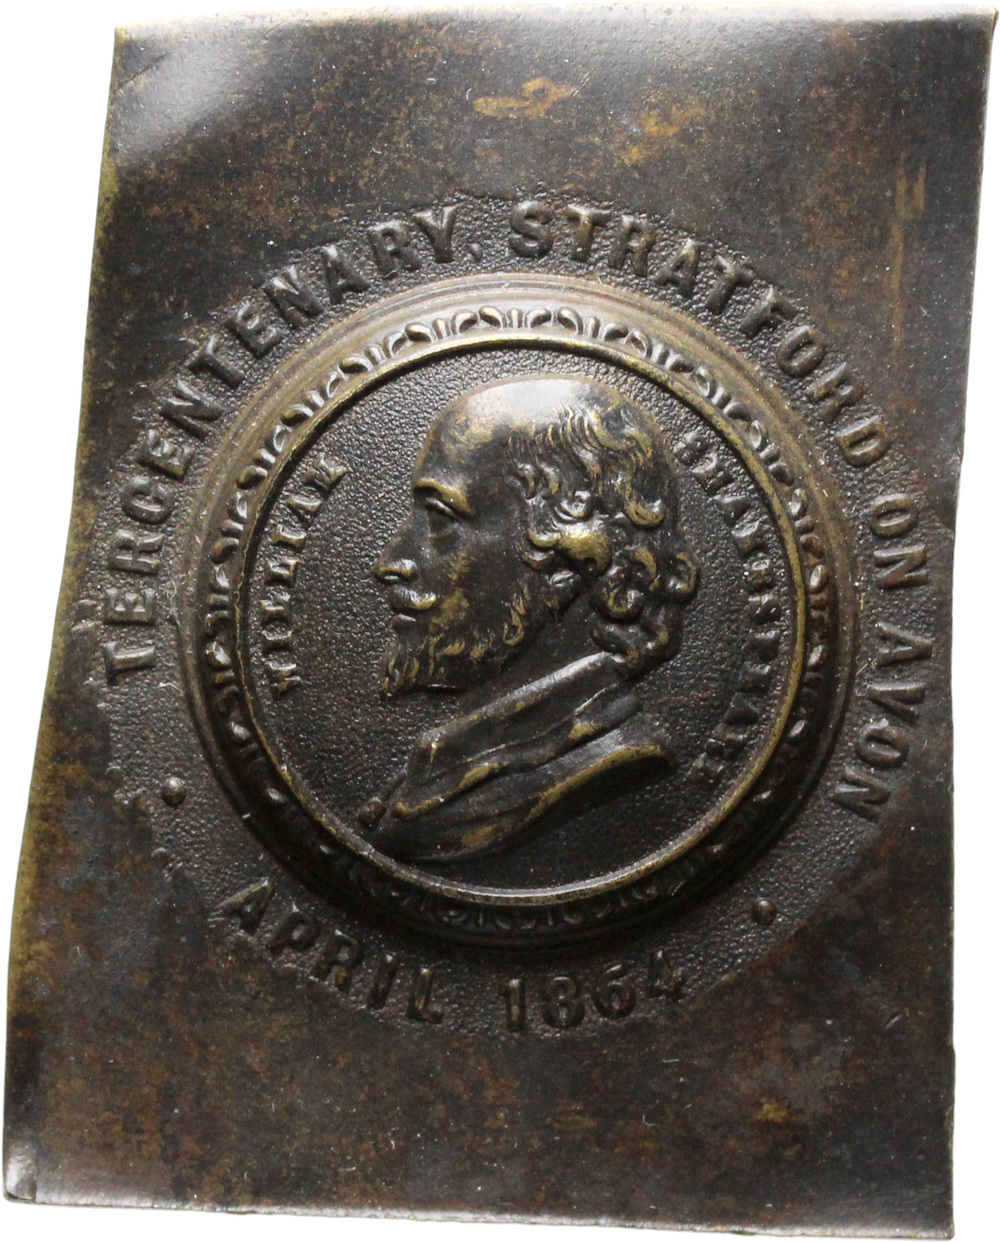 TERCENTENARY, STRATFORD ON AVON
APRIL 1864
WILLIAM SHAKESPEARE